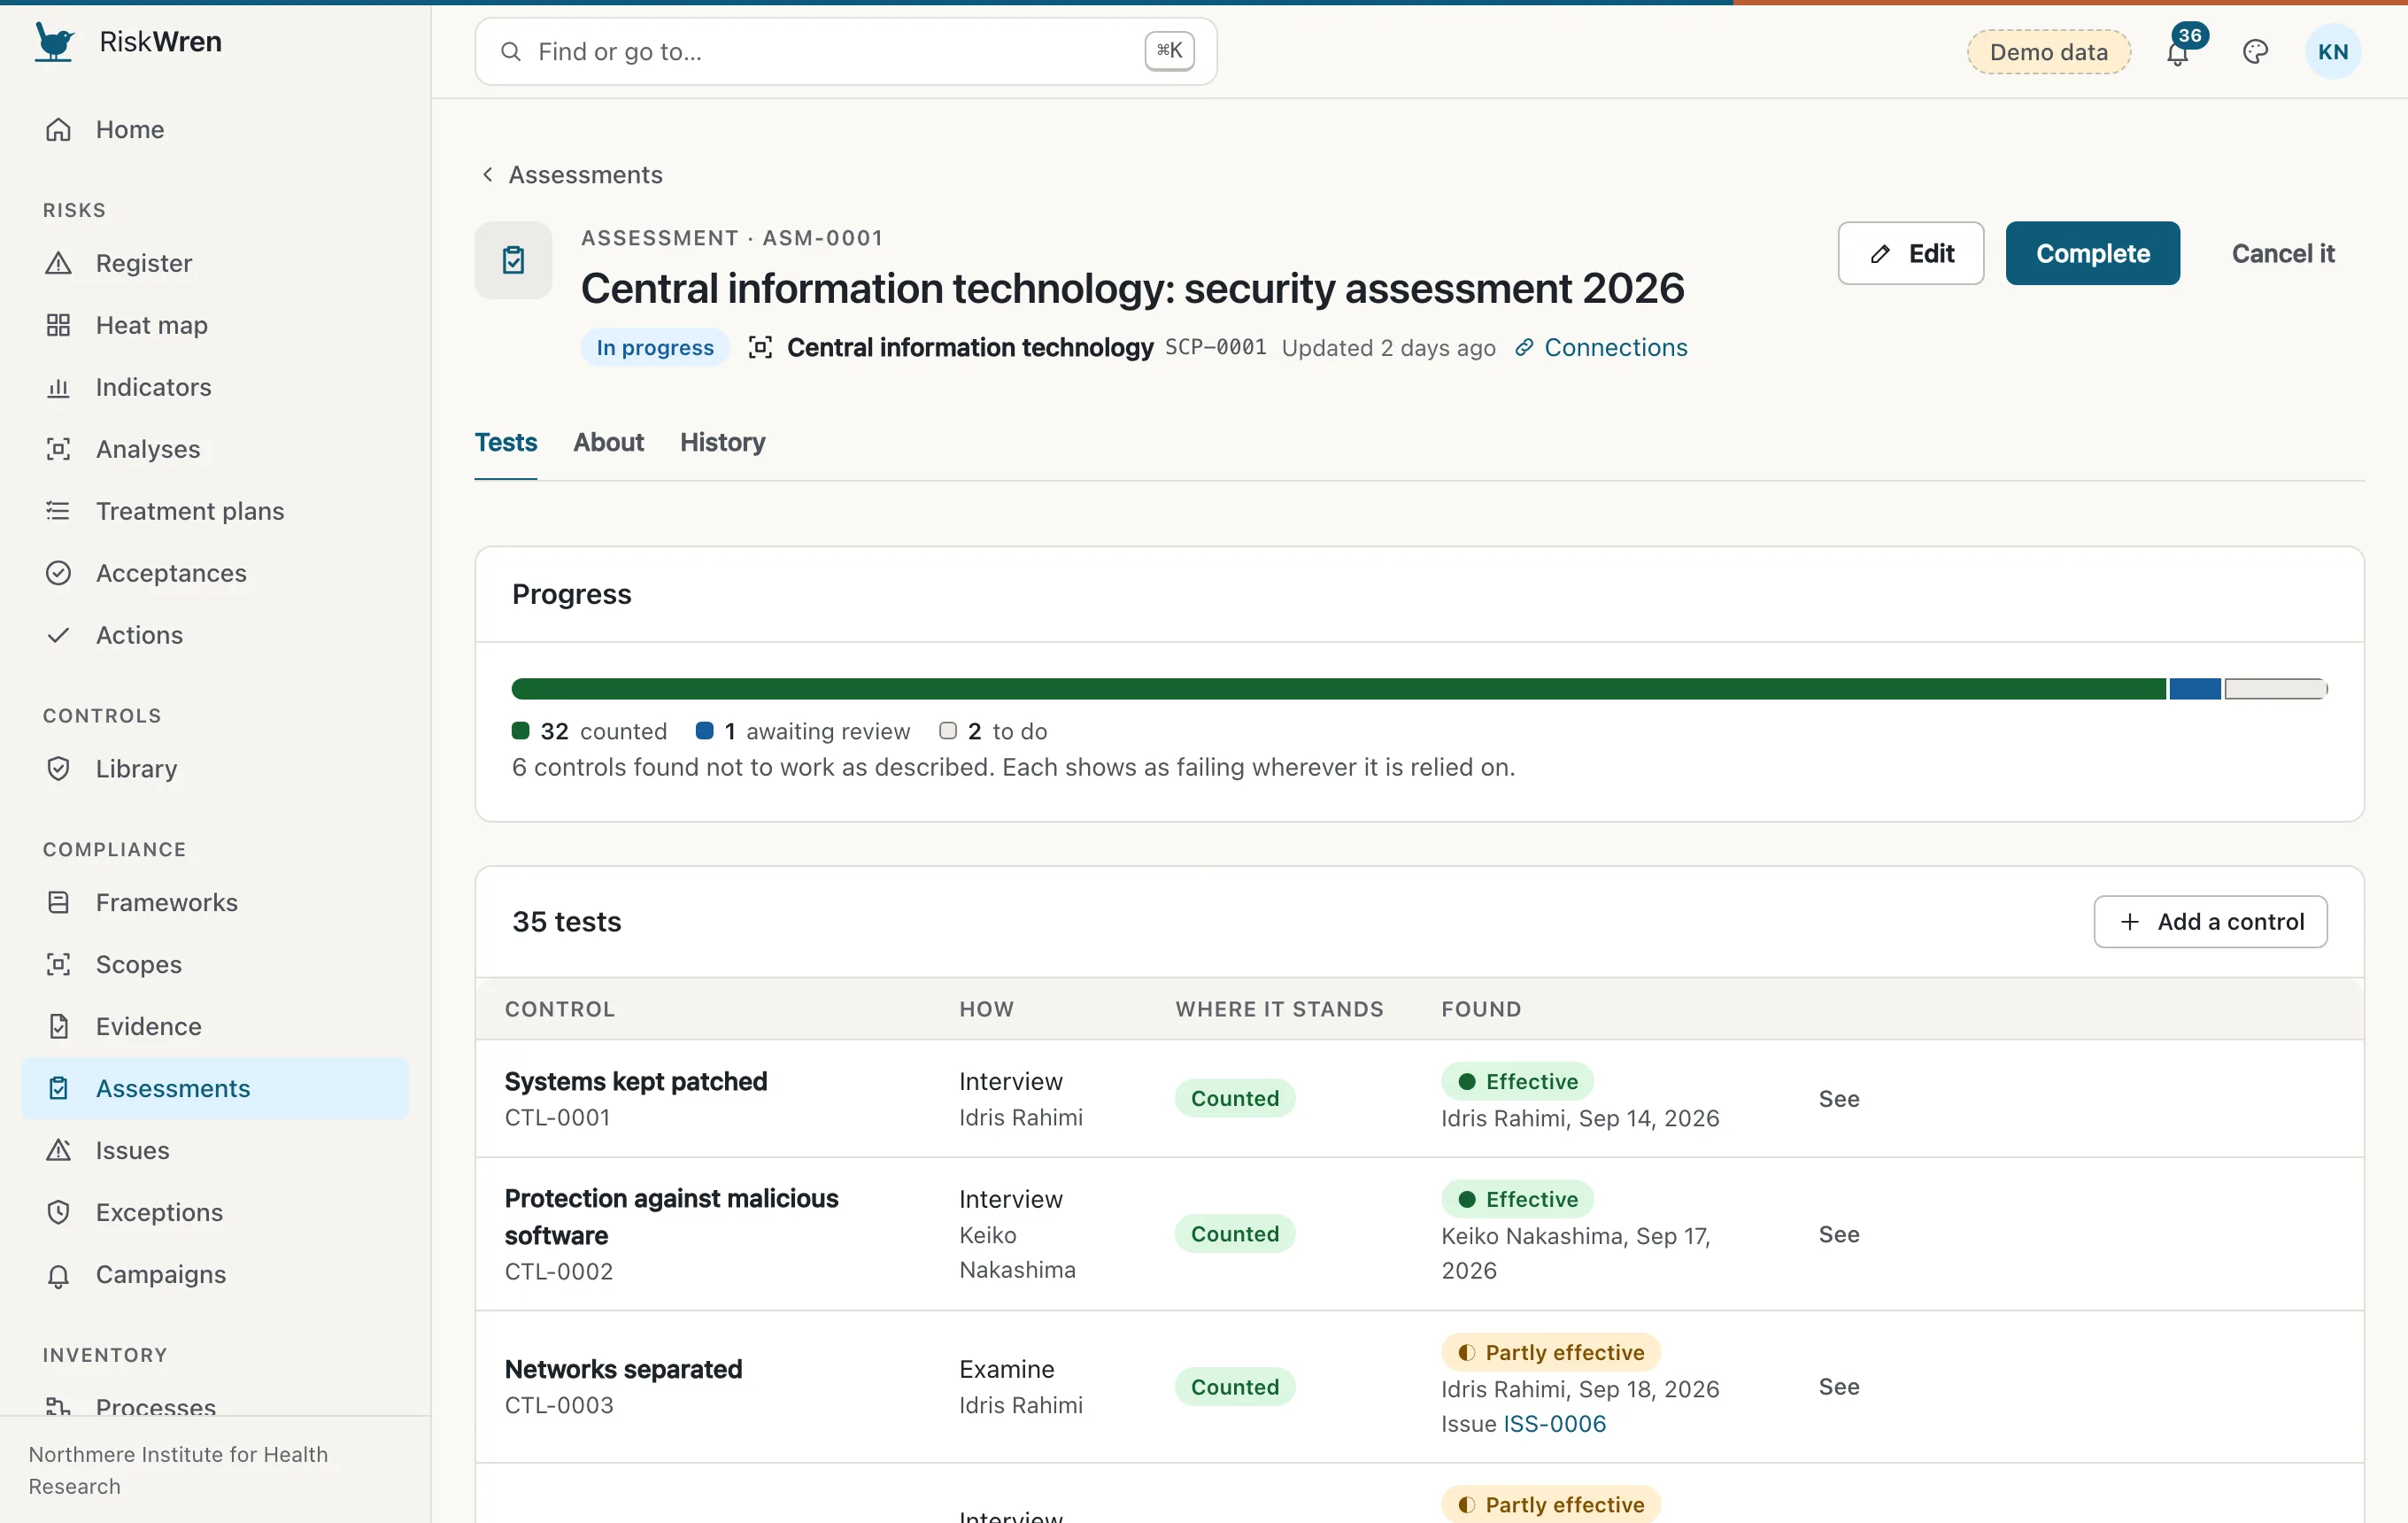 RiskWren
Find or go to...
⌘K
Demo data
36
KN
Home
RISKS
Register
Heat map
Indicators
Analyses
Treatment plans
Acceptances
Actions
CONTROLS
Library
COMPLIANCE
Frameworks
Scopes
Evidence
Assessments
Issues
Exceptions
Campaigns
INVENTORY
Processes
Northmere Institute for Health
Research
Assessments
ASSESSMENT · ASM-0001
Central information technology: security assessment 2026
In progress Central information technology SCP-0001 Updated 2 days ago Connections
Edit
Complete
Cancel it
Tests About History
Progress
32 counted 1 awaiting review 2 to do
6 controls found not to work as described. Each shows as failing wherever it is relied on.
35 tests
Add a control
CONTROL HOW WHERE IT STANDS FOUND
Systems kept patched
CTL-0001
Interview
Idris Rahimi
Counted
Effective
Idris Rahimi, Sep 14, 2026
See
Protection against malicious
software
CTL-0002
Interview
Keiko
Nakashima
Counted
Effective
Keiko Nakashima, Sep 17,
2026
See
Networks separated
CTL-0003
Examine
Idris Rahimi
Counted
Partly effective
Idris Rahimi, Sep 18, 2026
Issue ISS-0006
See
Interview
Partly effective